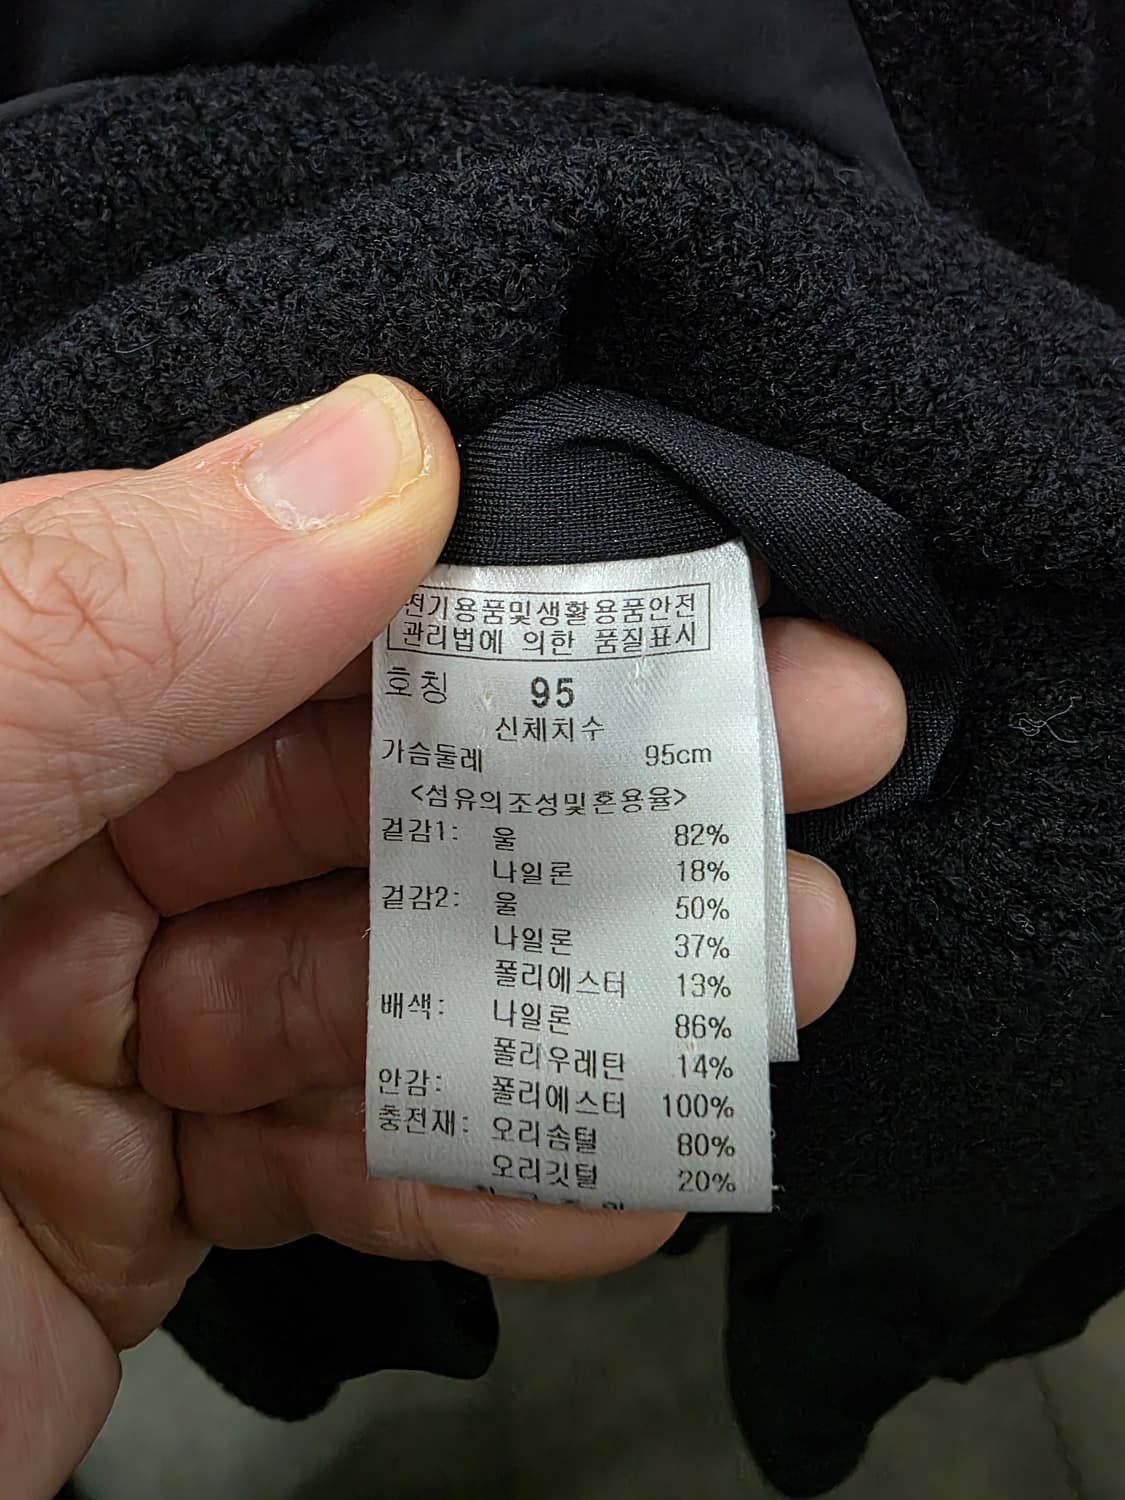 전기용품및생활용품안전
관리법에 의한 품질표시
호칭 95
신체치수
가슴둘레 95cm
<섬유의조성및혼용율>
겉감1: 울 82%
나일론 18%
겉감2: 울 50%
나일론 37%
폴리에스터 13%
배색: 나일론 86%
폴리우레탄 14%
안감: 폴리에스터 100%
충전재: 오리솜털 80%
오리깃털 20%